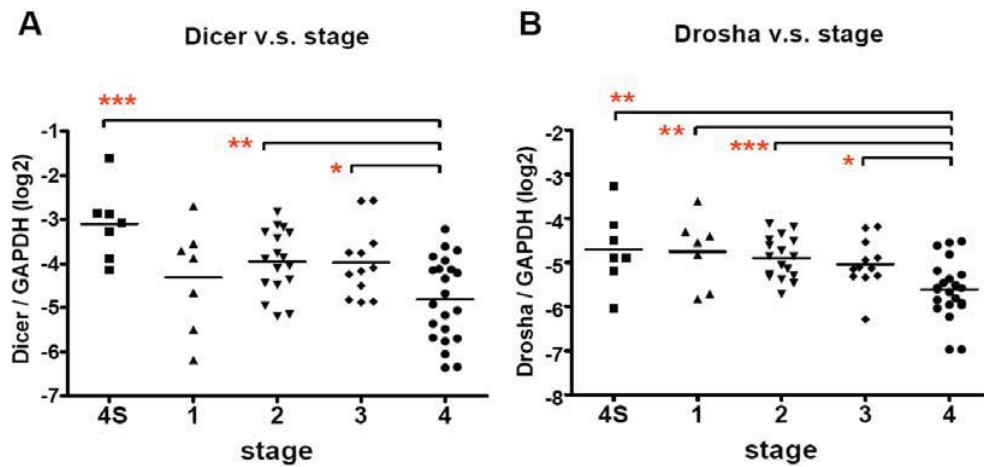 A
Dicer v.s. stage
Dicer / GAPDH (log2)
-1
-2
-3
-4
-5
-6
-7
***
**
*
4S 1 2 3 4
stage
B
Drosha v.s. stage
Drosha / GAPDH (log2)
-2
-3
-4
-5
-6
-7
-8
**
**
***
*
4S 1 2 3 4
stage